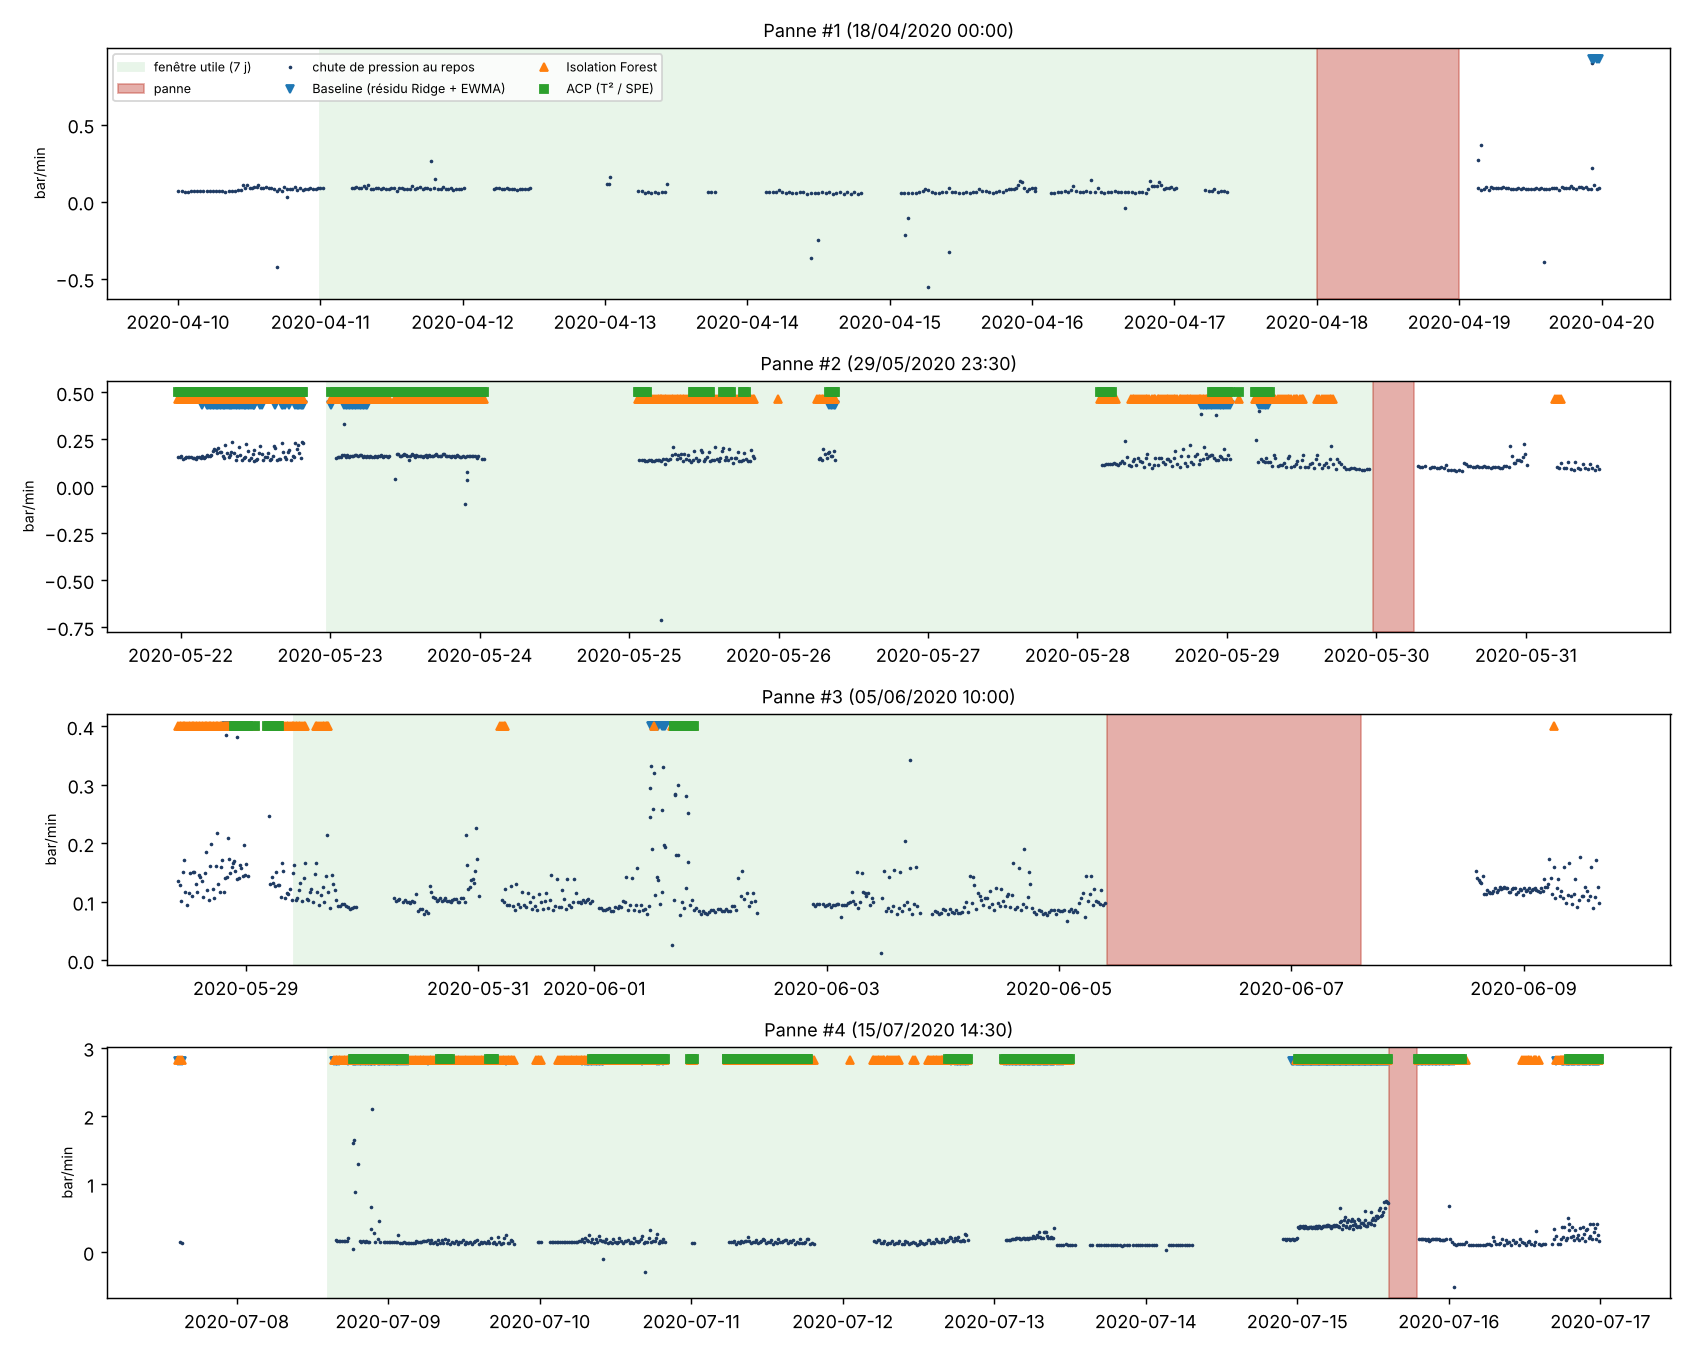 Panne #1 (18/04/2020 00:00)
fenêtre utile (7 j)
panne
chute de pression au repos
Baseline (résidu Ridge + EWMA)
Isolation Forest
ACP (T² / SPE)
bar/min
0.5
0.0
−0.5
2020-04-10 2020-04-11 2020-04-12 2020-04-13 2020-04-14 2020-04-15 2020-04-16 2020-04-17 2020-04-18 2020-04-19 2020-04-20
Panne #2 (29/05/2020 23:30)
bar/min
0.50
0.25
0.00
−0.25
−0.50
−0.75
2020-05-22 2020-05-23 2020-05-24 2020-05-25 2020-05-26 2020-05-27 2020-05-28 2020-05-29 2020-05-30 2020-05-31
Panne #3 (05/06/2020 10:00)
bar/min
0.4
0.3
0.2
0.1
0.0
2020-05-29 2020-05-31 2020-06-01 2020-06-03 2020-06-05 2020-06-07 2020-06-09
Panne #4 (15/07/2020 14:30)
bar/min
3
2
1
0
2020-07-08 2020-07-09 2020-07-10 2020-07-11 2020-07-12 2020-07-13 2020-07-14 2020-07-15 2020-07-16 2020-07-17